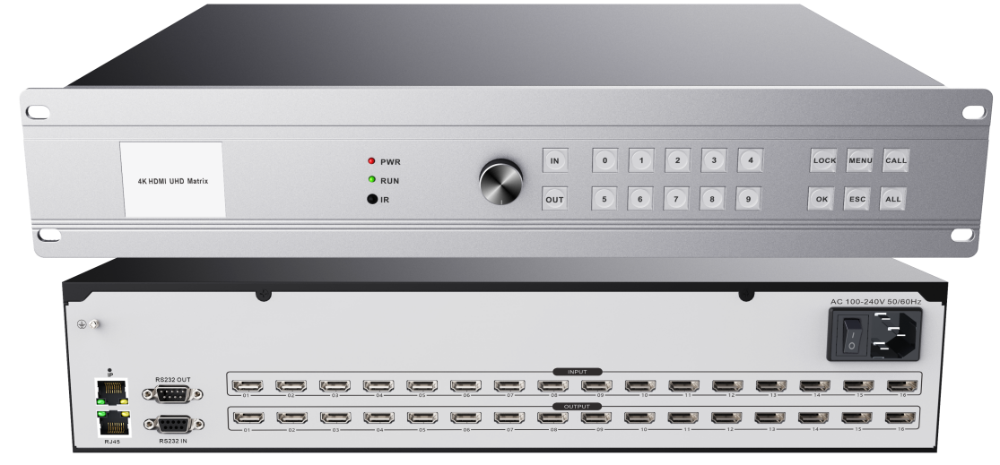 4K HDMI UHD Matrix
PWR
RUN
IR
IN
0
1
2
3
4
LOCK
MENU
CALL
OUT
5
6
7
8
9
OK
ESC
ALL
AC 100-240V 50/60Hz
IP
RS232 OUT
RJ45
RS232 IN
INPUT
01 02 03 04 05 06 07 08 09 10 11 12 13 14 15 16
OUTPUT
01 02 03 04 05 06 07 08 09 10 11 12 13 14 15 16